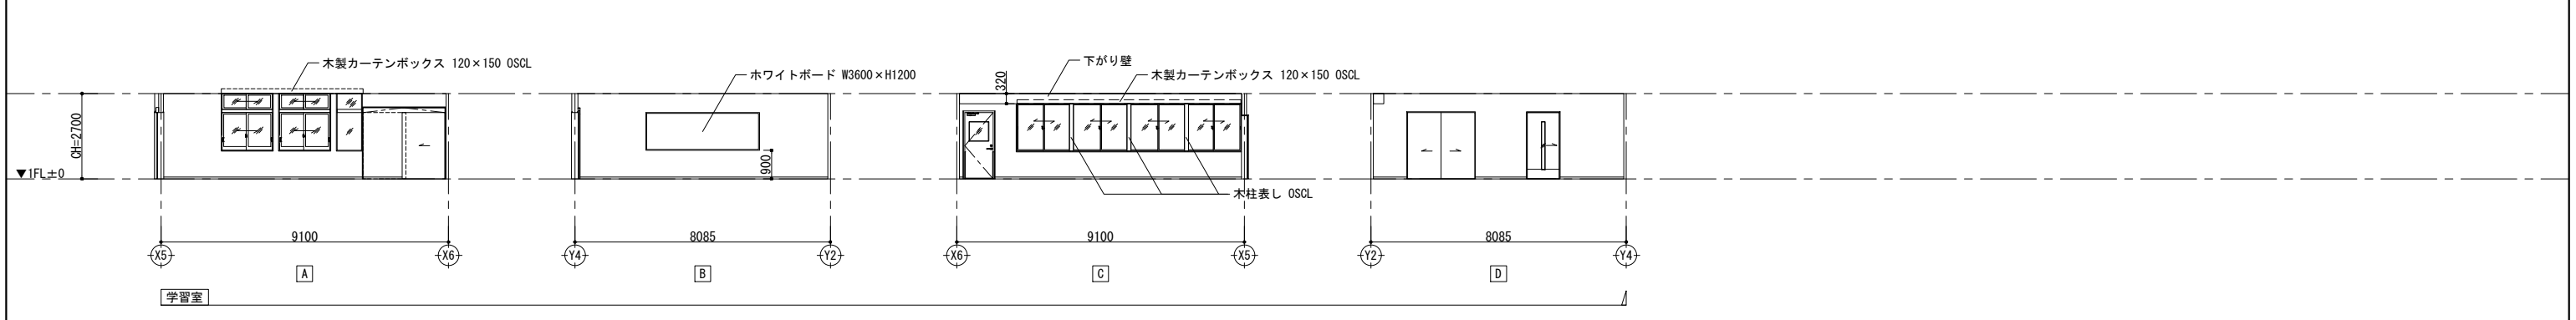 木製カーテンボックス 120×150 OSCL
ホワイトボード W3600×H1200
下がり壁
木製カーテンボックス 120×150 OSCL
320
CH=2700
▼1FL±0
900
木柱表し OSCL
9100
8085
9100
8085
X5
X6
Y4
Y2
X6
X5
Y2
Y4
A
B
C
D
学習室